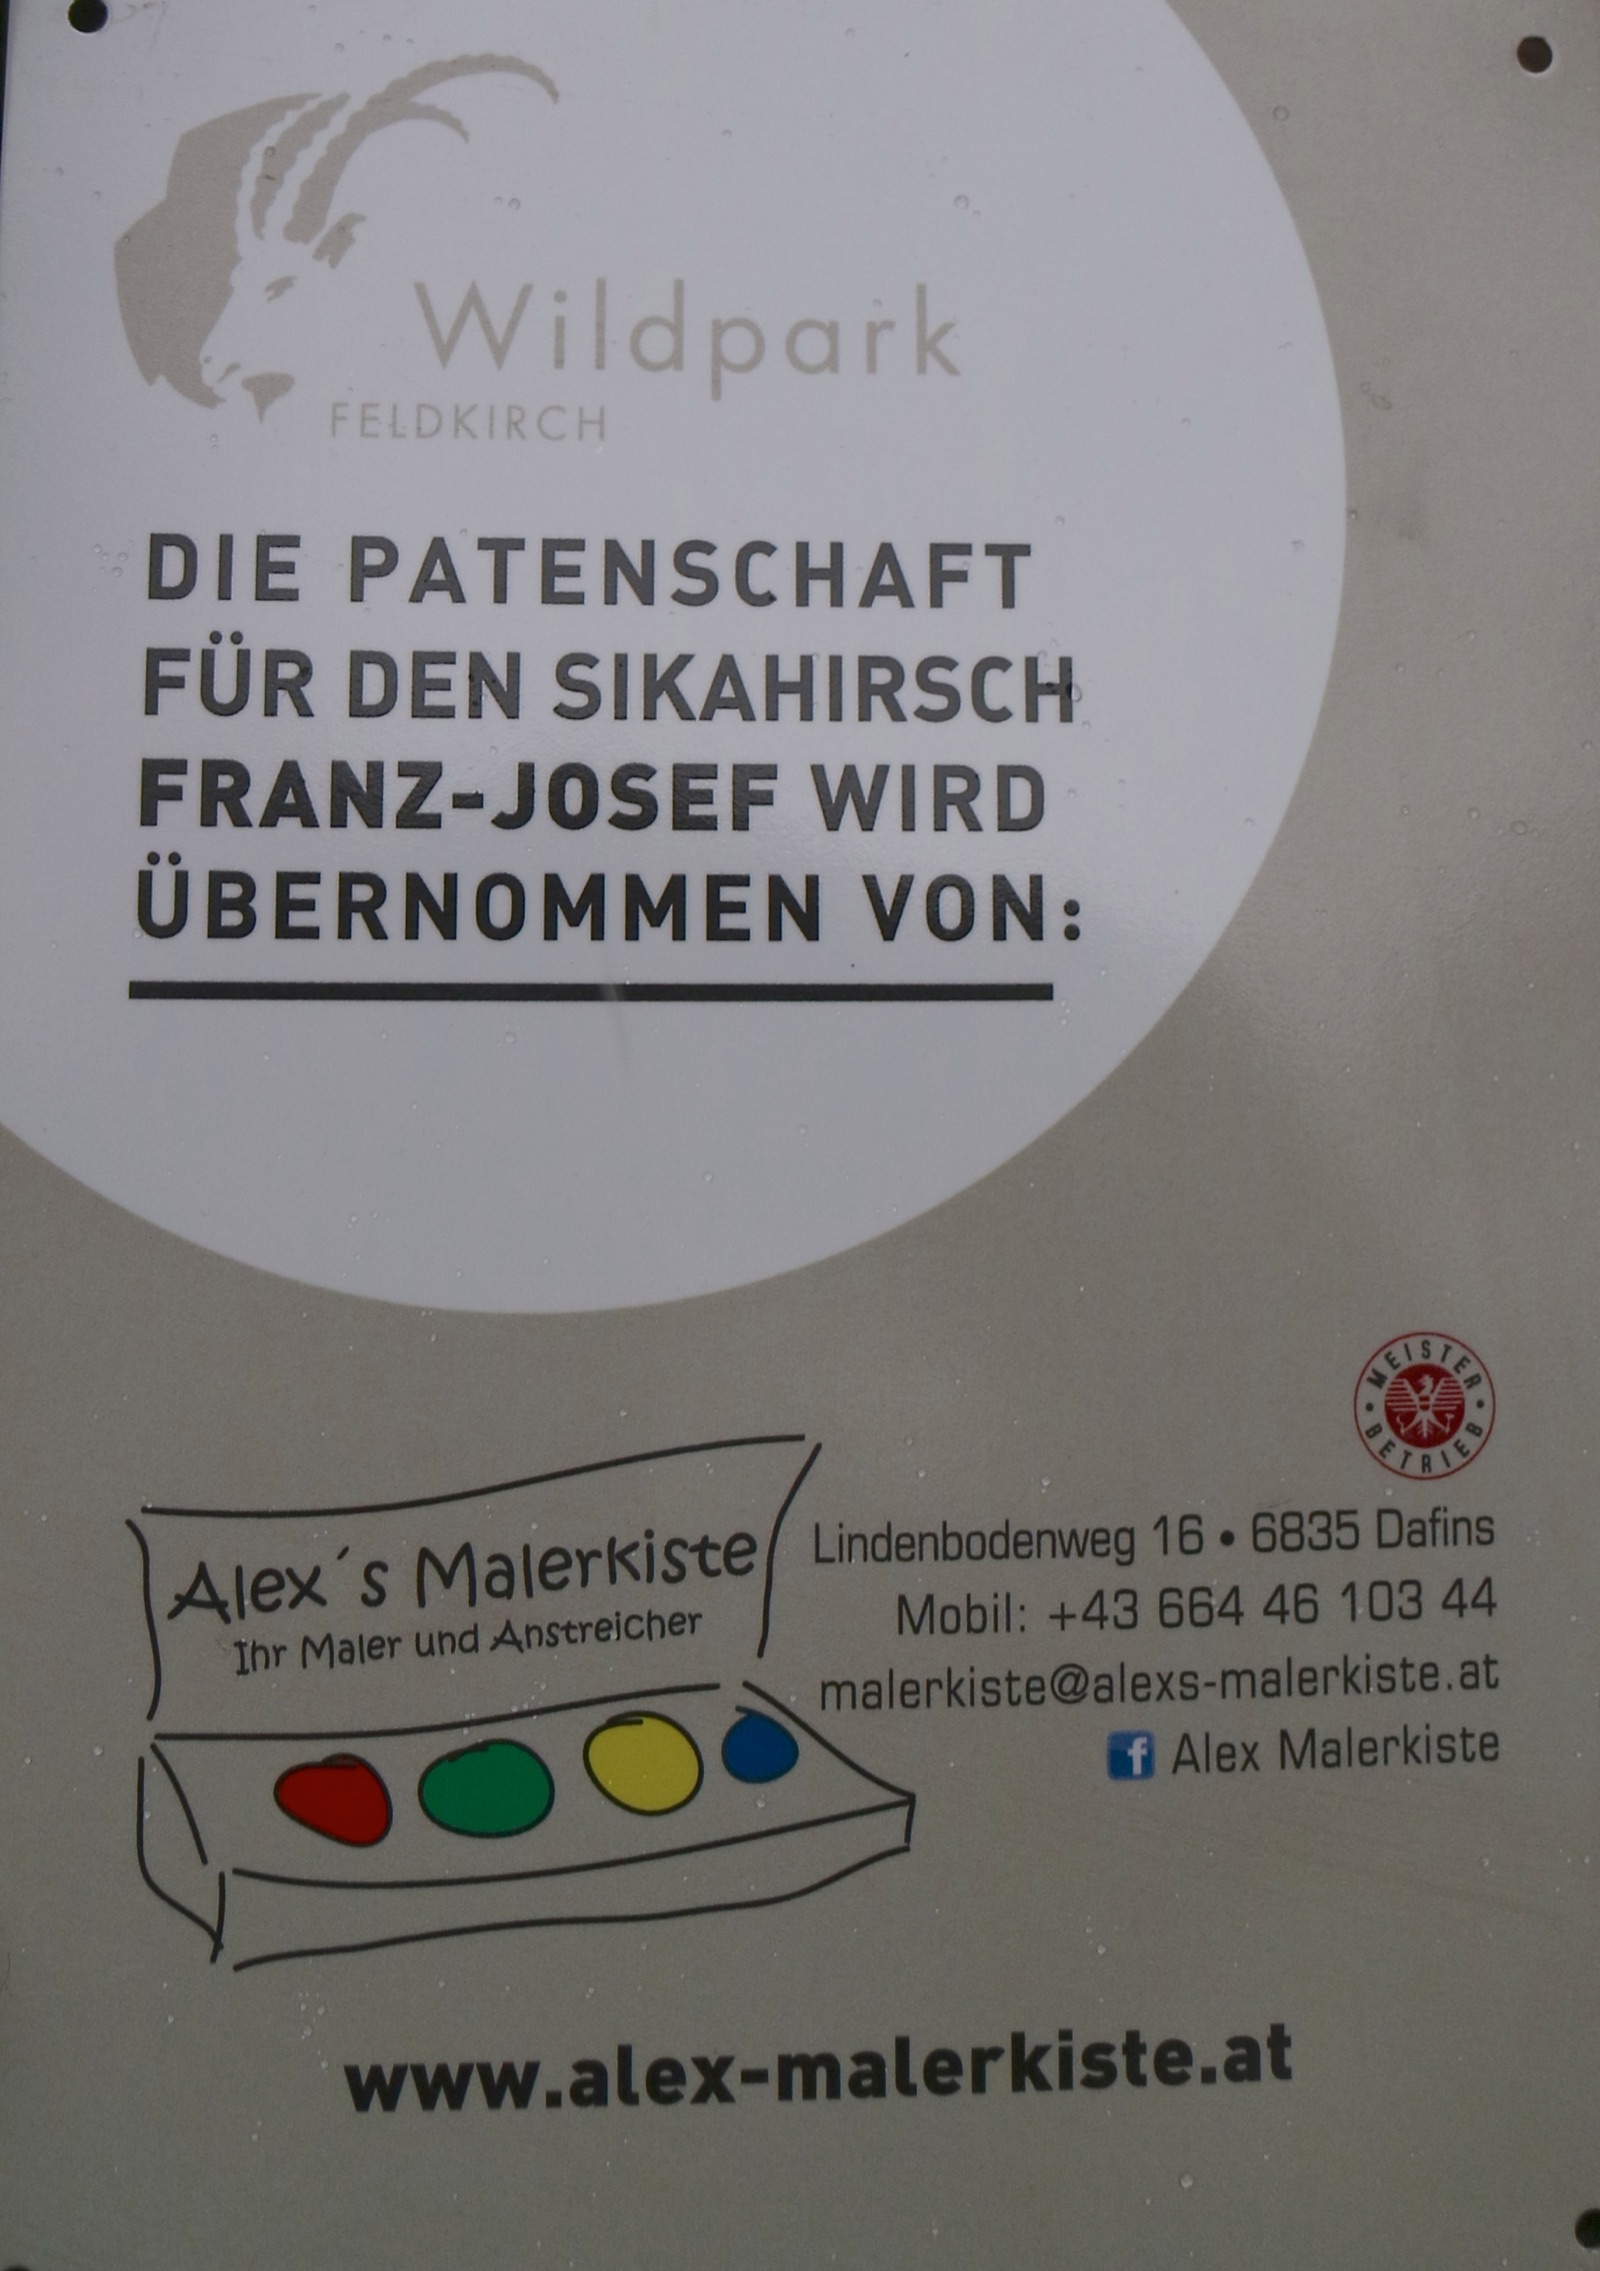 Wildpark
FELDKIRCH
DIE PATENSCHAFT
FÜR DEN SIKAHIRSCH
FRANZ-JOSEF WIRD
ÜBERNOMMEN VON:
MEISTER
BETRIEB
Alex´s Malerkiste
Ihr Maler und Anstreicher
Lindenbodenweg 16 • 6835 Dafins
Mobil: +43 664 46 103 44
malerkiste@alexs-malerkiste.at
f Alex Malerkiste
www.alex-malerkiste.at